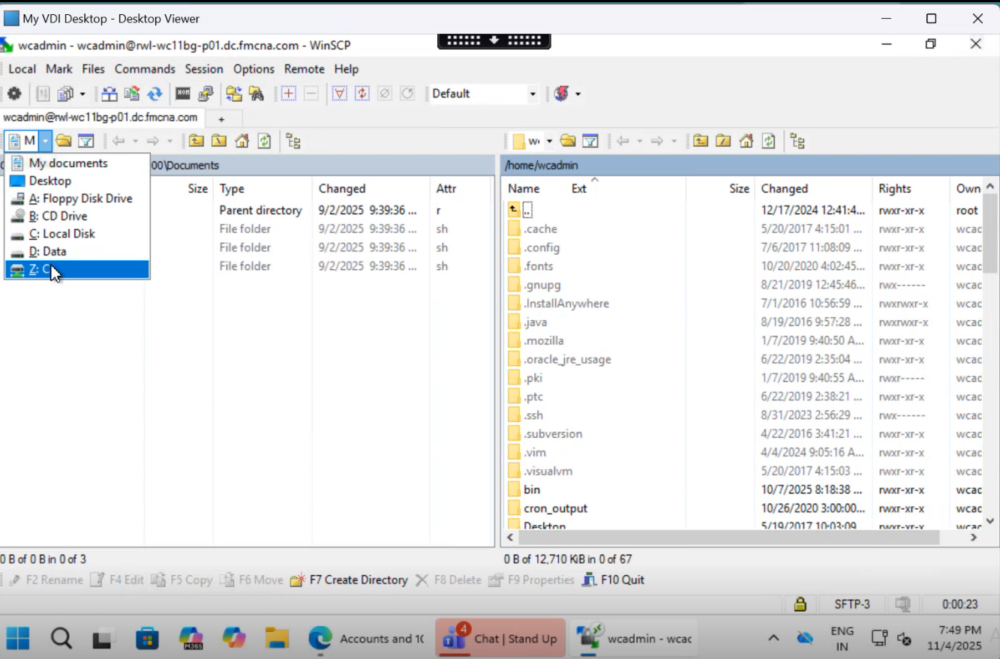 My VDI Desktop - Desktop Viewer
wcadmin - wcadmin@rwl-wc11bg-p01.dc.fmcna.com - WinSCP
Local Mark Files Commands Session Options Remote Help
Default
wcadmin@rwl-wc11bg-p01.dc.fmcna.com +
M
My documents
Desktop
A: Floppy Disk Drive
B: CD Drive
C: Local Disk
D: Data
Z: C
00\Documents
Size Type Changed Attr
Parent directory 9/2/2025 9:39:36 ... r
File folder 9/2/2025 9:39:36 ... sh
File folder 9/2/2025 9:39:36 ... sh
File folder 9/2/2025 9:39:36 ... sh
/home/wcadmin
Name Ext Size Changed Rights Own
.. 12/17/2024 12:41:4... rwxr-xr-x root
.cache 5/20/2017 4:15:01 ... rwxr-xr-x wcac
.config 7/6/2017 11:08:09 ... rwxr-xr-x wcac
.fonts 10/20/2020 4:02:45... rwxr-xr-x wcac
.gnupg 8/21/2019 12:45:46... rwx------ wcac
.InstallAnywhere 7/1/2016 10:56:59 ... rwxrwxr-x wcac
.java 8/19/2016 9:57:28 ... rwxrwxr-x wcac
.mozilla 1/7/2019 9:40:50 A... rwxr-xr-x wcac
.oracle_jre_usage 6/22/2019 2:35:04 ... rwxr-xr-x wcac
.pki 1/7/2019 9:40:55 A... rwxr----- wcac
.ptc 6/22/2019 2:38:21 ... rwxr-xr-x wcac
.ssh 8/31/2023 2:56:29 ... rwx------ wcac
.subversion 4/22/2016 3:41:21 ... rwxr-xr-x wcac
.vim 4/4/2024 9:05:16 A... rwxr-xr-x wcac
.visualvm 5/20/2017 4:15:03 ... rwxr-xr-x wcac
bin 10/7/2025 8:18:38 ... rwxr-xr-x wcac
cron_output 10/26/2020 3:00:00... rwxr-xr-x wcac
Desktop 5/19/2017 10:03:09 rwxr-xr-x wcac
0 B of 0 B in 0 of 3
0 B of 12,710 KiB in 0 of 67
F2 Rename F4 Edit F5 Copy F6 Move F7 Create Directory F8 Delete F9 Properties F10 Quit
SFTP-3 0:00:23
M365 Accounts and 10 4 Chat | Stand Up wcadmin - wcac
ENG
IN
7:49 PM
11/4/2025